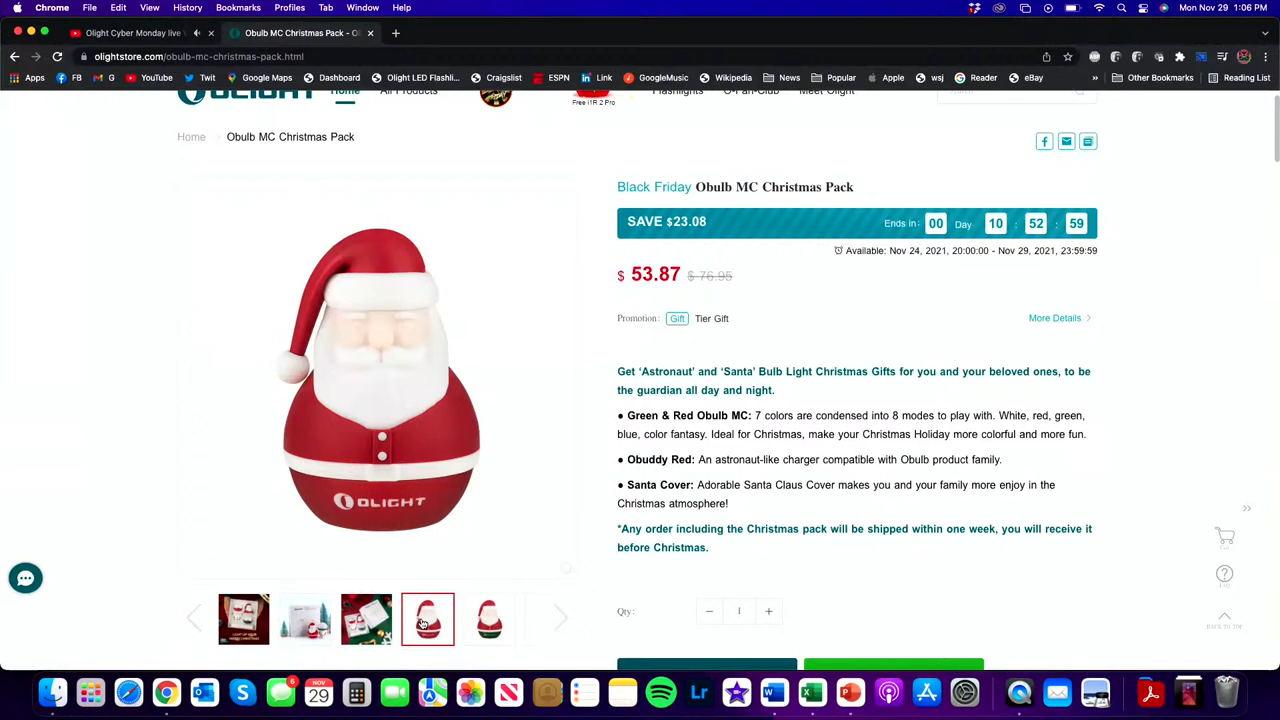 Chrome File Edit View History Bookmarks Profiles Tab Window Help Mon Nov 29 1:06 PM
Olight Cyber Monday live Obulb MC Christmas Pack - O
olightstore.com/obulb-mc-christmas-pack.html
Apps FB G YouTube Twit Google Maps Dashboard Olight LED Flashli... Craigslist ESPN Link GoogleMusic Wikipedia News Popular Apple wsj Reader eBay » Other Bookmarks Reading List
OLIGHT Home All Products Flashlights O-Fan-Club Meet Olight
Free i1R 2 Pro
Home > Obulb MC Christmas Pack
Black Friday Obulb MC Christmas Pack
SAVE $23.08 Ends in: 00 Day 10 : 52 : 59
Available: Nov 24, 2021, 20:00:00 - Nov 29, 2021, 23:59:59
$ 53.87 $ 76.95
Promotion: Gift Tier Gift More Details >
Get ‘Astronaut’ and ‘Santa’ Bulb Light Christmas Gifts for you and your beloved ones, to be
the guardian all day and night.
● Green & Red Obulb MC: 7 colors are condensed into 8 modes to play with. White, red, green,
blue, color fantasy. Ideal for Christmas, make your Christmas Holiday more colorful and more fun.
● Obuddy Red: An astronaut-like charger compatible with Obulb product family.
● Santa Cover: Adorable Santa Claus Cover makes you and your family more enjoy in the
Christmas atmosphere!
*Any order including the Christmas pack will be shipped within one week, you will receive it
before Christmas.
OLIGHT
Qty: − 1 +
BACK TO TOP
6
NOV
29
Lr